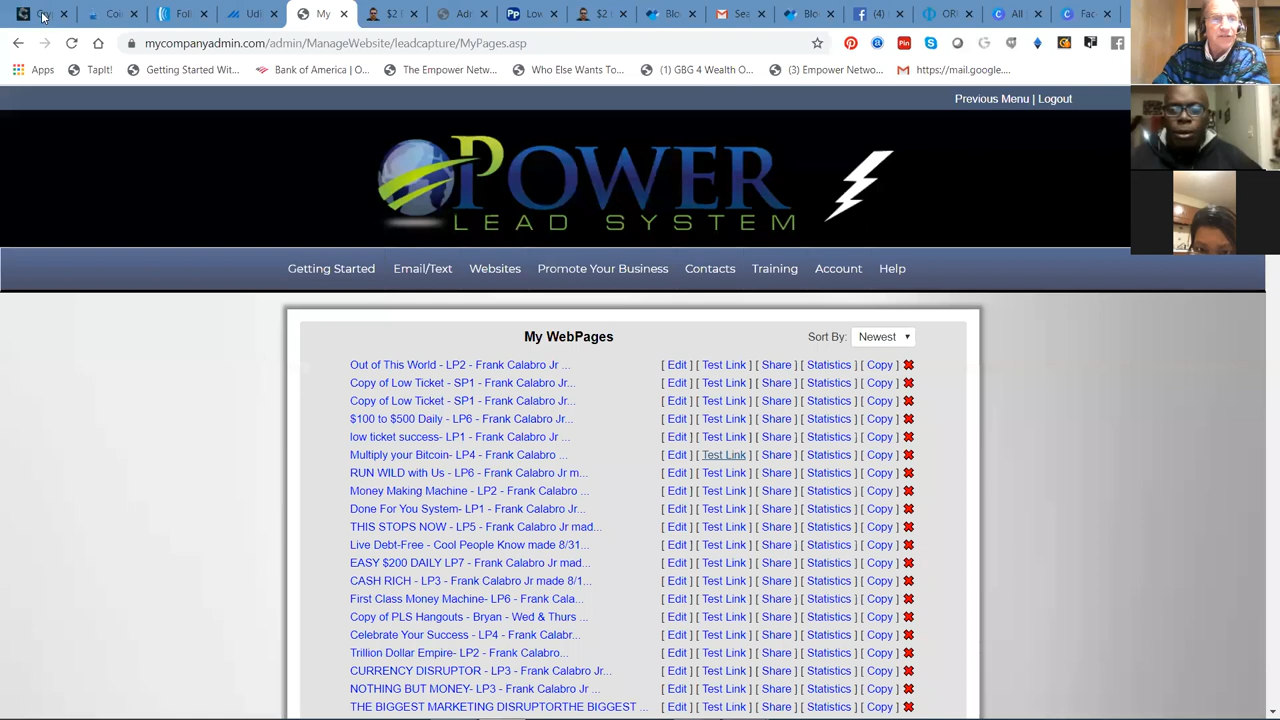 Cry
Coi
Foll
Udi
My
$2 (
Adr
Low
$2 (
Blo
Sea
Blo
(4)
OR
All
Fac
mycompanyadmin.com/admin/ManageWebsite/leadcapture/MyPages.asp
Apps TapIt! Getting Started Wit... Bank of America | O... The Empower Netw... Who Else Wants To... (1) GBG 4 Wealth O... (3) Empower Netwo... https://mail.google....
Previous Menu | Logout
POWER
LEAD SYSTEM
Getting Started Email/Text Websites Promote Your Business Contacts Training Account Help
My WebPages Sort By: Newest
Out of This World - LP2 - Frank Calabro Jr ... [ Edit ] [ Test Link ] [ Share ] [ Statistics ] [ Copy ]
Copy of Low Ticket - SP1 - Frank Calabro Jr... [ Edit ] [ Test Link ] [ Share ] [ Statistics ] [ Copy ]
Copy of Low Ticket - SP1 - Frank Calabro Jr... [ Edit ] [ Test Link ] [ Share ] [ Statistics ] [ Copy ]
$100 to $500 Daily - LP6 - Frank Calabro Jr... [ Edit ] [ Test Link ] [ Share ] [ Statistics ] [ Copy ]
low ticket success- LP1 - Frank Calabro Jr ... [ Edit ] [ Test Link ] [ Share ] [ Statistics ] [ Copy ]
Multiply your Bitcoin- LP4 - Frank Calabro ... [ Edit ] [ Test Link ] [ Share ] [ Statistics ] [ Copy ]
RUN WILD with Us - LP6 - Frank Calabro Jr m... [ Edit ] [ Test Link ] [ Share ] [ Statistics ] [ Copy ]
Money Making Machine - LP2 - Frank Calabro ... [ Edit ] [ Test Link ] [ Share ] [ Statistics ] [ Copy ]
Done For You System- LP1 - Frank Calabro Jr... [ Edit ] [ Test Link ] [ Share ] [ Statistics ] [ Copy ]
THIS STOPS NOW - LP5 - Frank Calabro Jr mad... [ Edit ] [ Test Link ] [ Share ] [ Statistics ] [ Copy ]
Live Debt-Free - Cool People Know made 8/31... [ Edit ] [ Test Link ] [ Share ] [ Statistics ] [ Copy ]
EASY $200 DAILY LP7 - Frank Calabro Jr mad... [ Edit ] [ Test Link ] [ Share ] [ Statistics ] [ Copy ]
CASH RICH - LP3 - Frank Calabro Jr made 8/1... [ Edit ] [ Test Link ] [ Share ] [ Statistics ] [ Copy ]
First Class Money Machine- LP6 - Frank Cala... [ Edit ] [ Test Link ] [ Share ] [ Statistics ] [ Copy ]
Copy of PLS Hangouts - Bryan - Wed & Thurs ... [ Edit ] [ Test Link ] [ Share ] [ Statistics ] [ Copy ]
Celebrate Your Success - LP4 - Frank Calabr... [ Edit ] [ Test Link ] [ Share ] [ Statistics ] [ Copy ]
Trillion Dollar Empire- LP2 - Frank Calabro... [ Edit ] [ Test Link ] [ Share ] [ Statistics ] [ Copy ]
CURRENCY DISRUPTOR - LP3 - Frank Calabro Jr... [ Edit ] [ Test Link ] [ Share ] [ Statistics ] [ Copy ]
NOTHING BUT MONEY- LP3 - Frank Calabro Jr ... [ Edit ] [ Test Link ] [ Share ] [ Statistics ] [ Copy ]
THE BIGGEST MARKETING DISRUPTORTHE BIGGEST ... [ Edit ] [ Test Link ] [ Share ] [ Statistics ] [ Copy ]